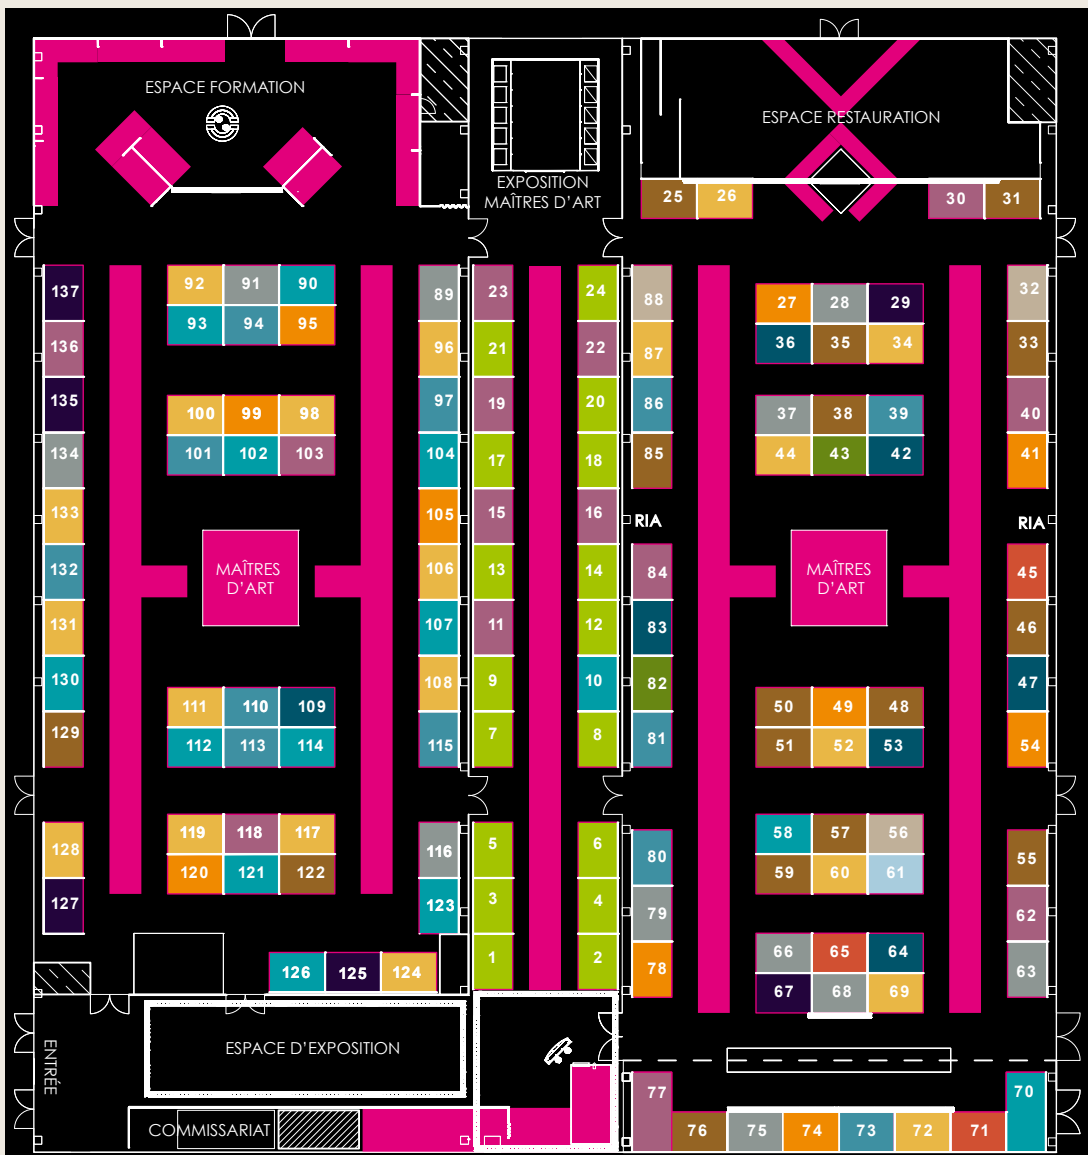 ESPACE FORMATION
ESPACE RESTAURATION
EXPOSITION
MAÎTRES D'ART
25 26 30 31
137 92 91 90 89 23 24 88 27 28 29 32
136 93 94 95 96 21 22 87 36 35 34 33
135 100 99 98 97 19 20 86 37 38 39 40
134 101 102 103 104 17 18 85 44 43 42 41
133 105 15 16 RIA RIA
132 MAÎTRES 106 13 14 84 MAÎTRES 45
D'ART D'ART
131 107 11 12 83 46
130 108 9 10 82 47
129 111 110 109 115 7 8 81 50 49 48 54
112 113 114 51 52 53
128 119 118 117 116 5 6 80 58 57 56 55
127 120 121 122 123 3 4 79 59 60 61 62
126 125 124 1 2 78 66 65 64 63
67 68 69
ENTRÉE
ESPACE D'EXPOSITION
COMMISSARIAT
77 76 75 74 73 72 71 70